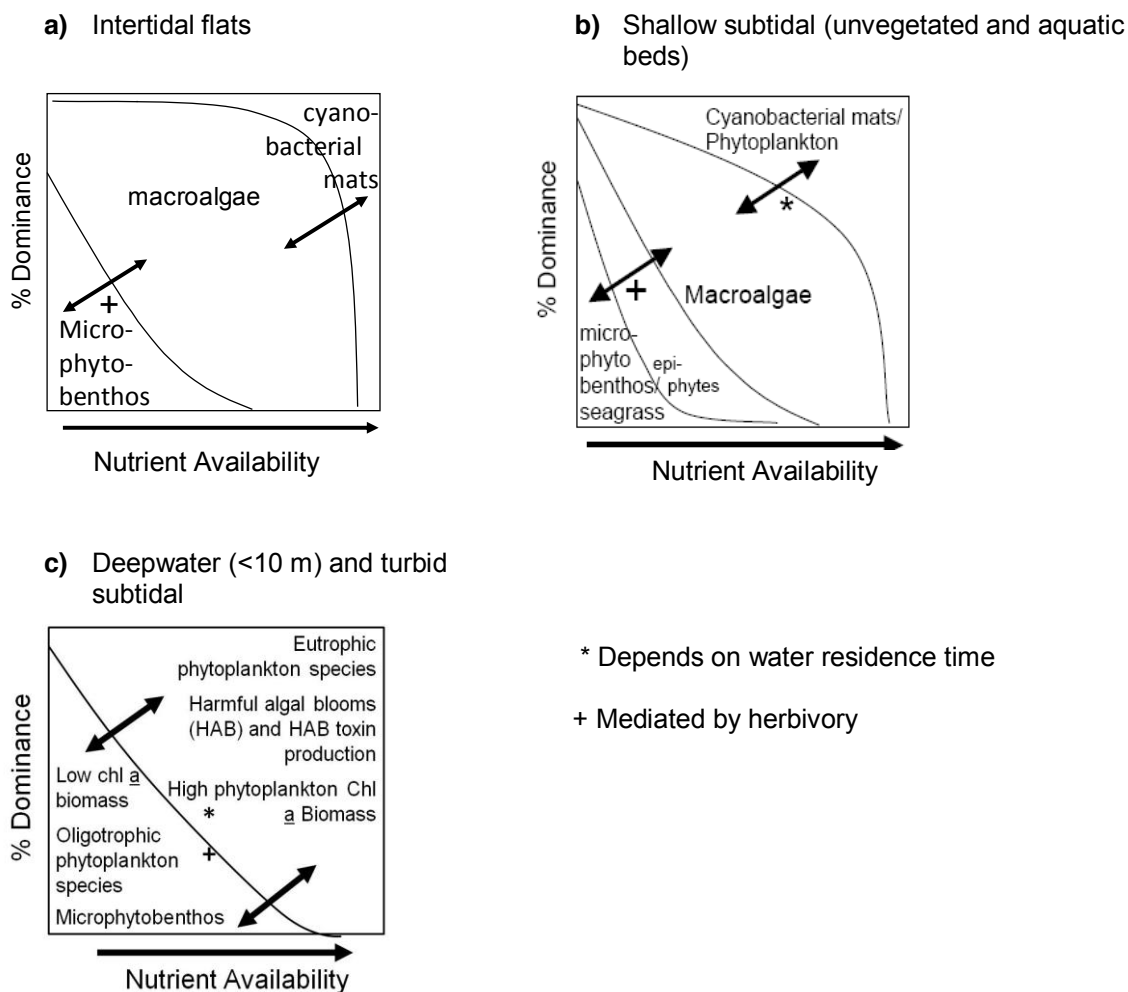 a) Intertidal flats
% Dominance
cyano-
bacterial
mats
macroalgae
+
Micro-
phyto-
benthos
Nutrient Availability
b) Shallow subtidal (unvegetated and aquatic
beds)
% Dominance
Cyanobacterial mats/
Phytoplankton
*
+
Macroalgae
micro-
phyto
benthos/
seagrass
epi-
phytes
Nutrient Availability
c) Deepwater (<10 m) and turbid
subtidal
% Dominance
Eutrophic
phytoplankton species
Harmful algal blooms
(HAB) and HAB toxin
production
Low chl a
biomass
High phytoplankton Chl
a Biomass
*
+
Oligotrophic
phytoplankton
species
Microphytobenthos
Nutrient Availability
* Depends on water residence time
+ Mediated by herbivory